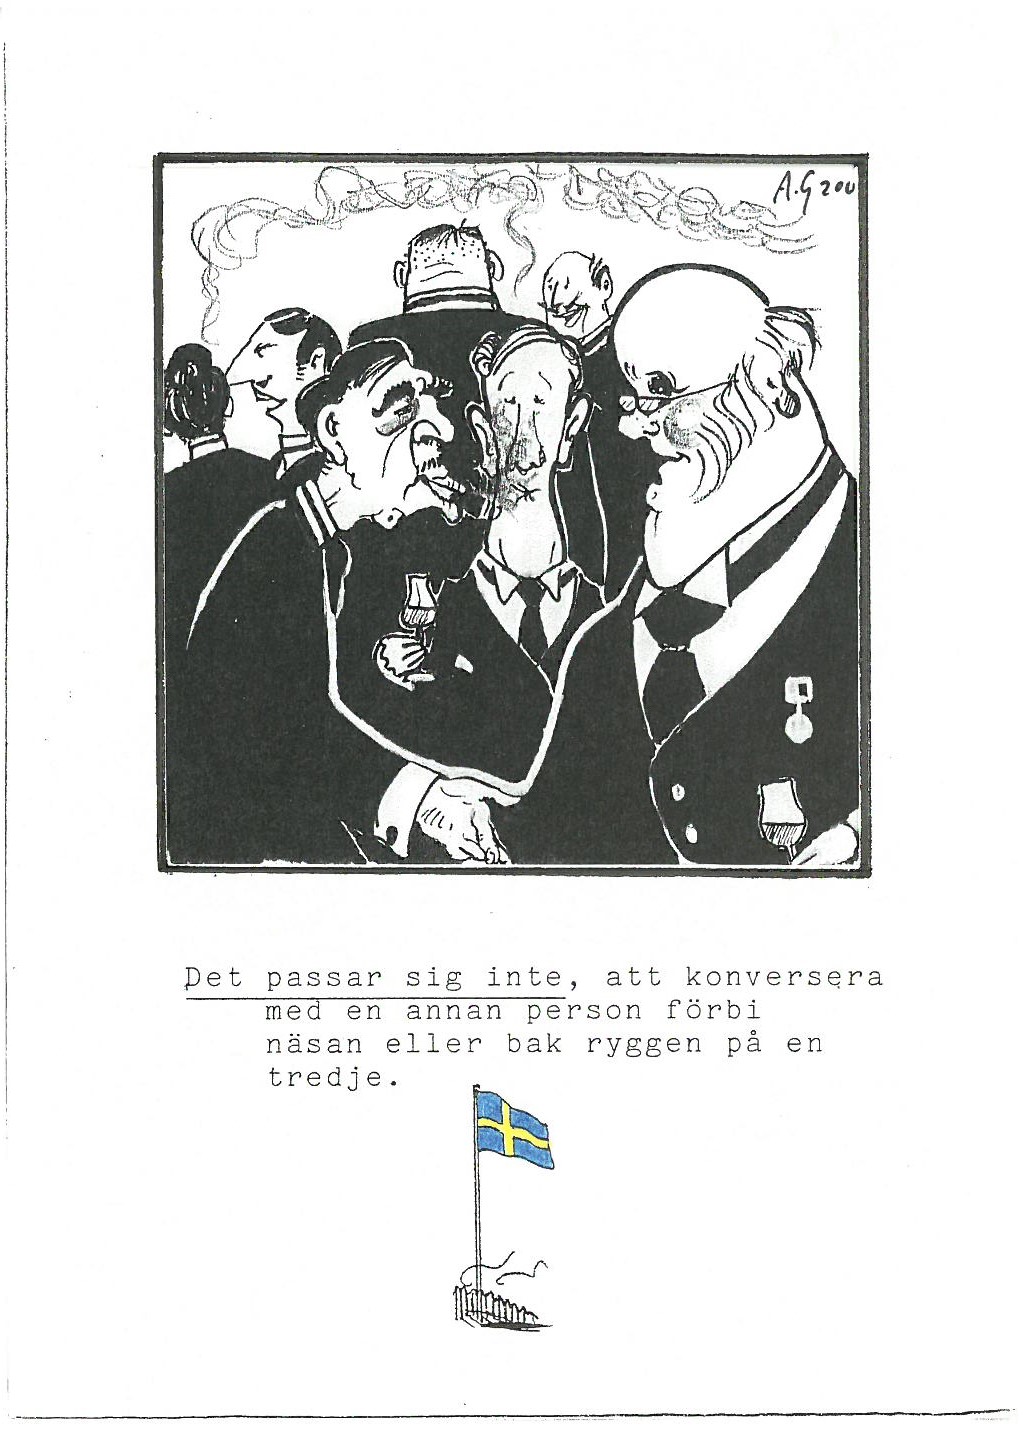 A.G 200
Det passar sig inte, att konversera
med en annan person förbi
näsan eller bak ryggen på en
tredje.